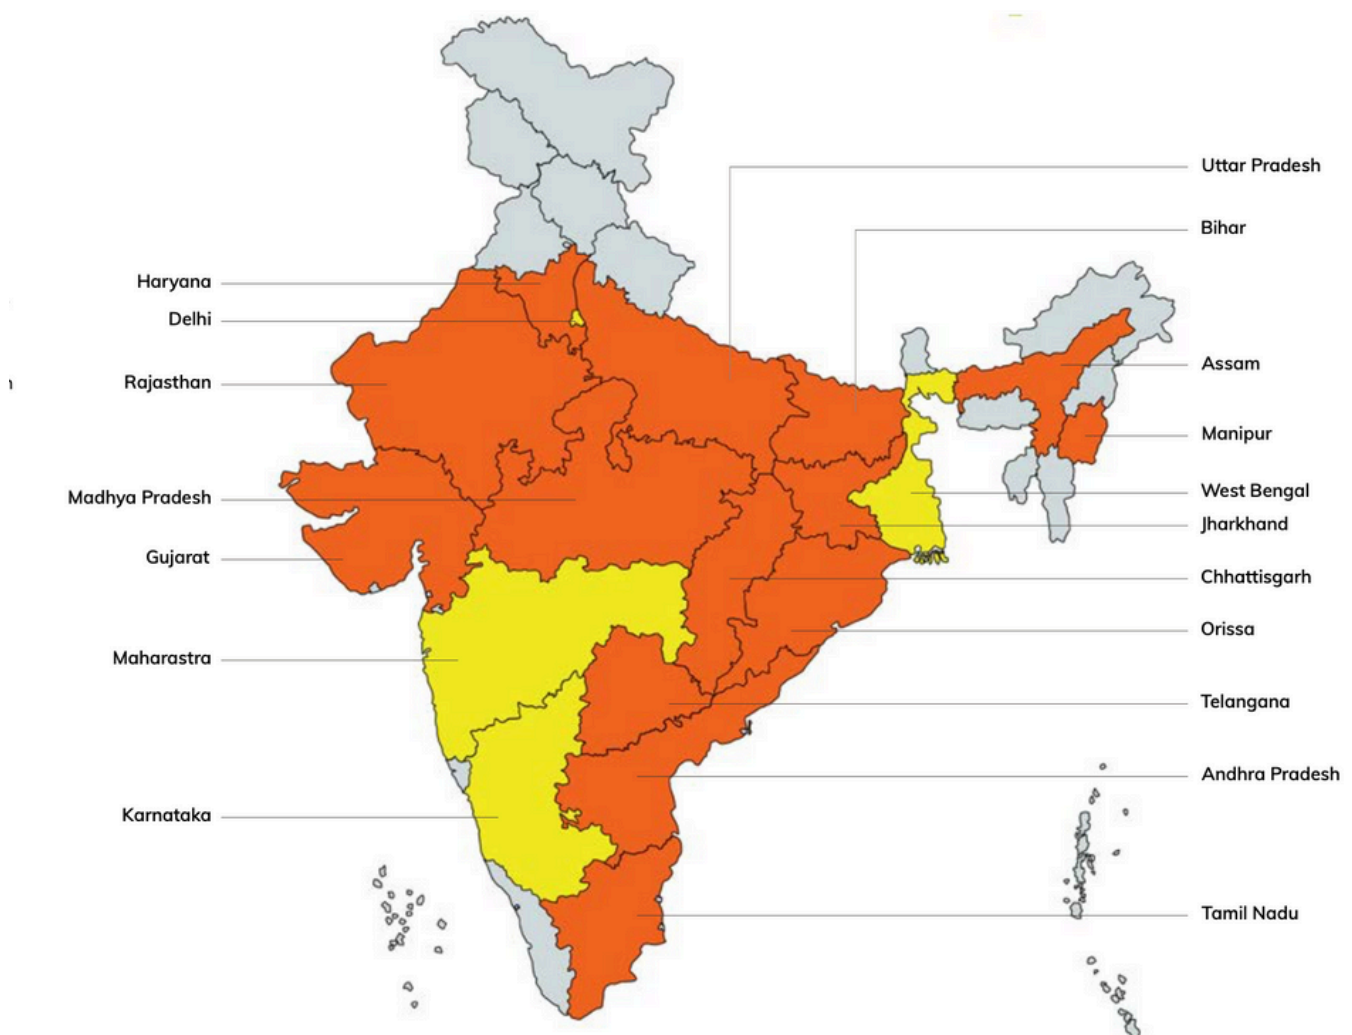 Haryana
Delhi
Rajasthan
Madhya Pradesh
Gujarat
Maharastra
Karnataka
Uttar Pradesh
Bihar
Assam
Manipur
West Bengal
Jharkhand
Chhattisgarh
Orissa
Telangana
Andhra Pradesh
Tamil Nadu